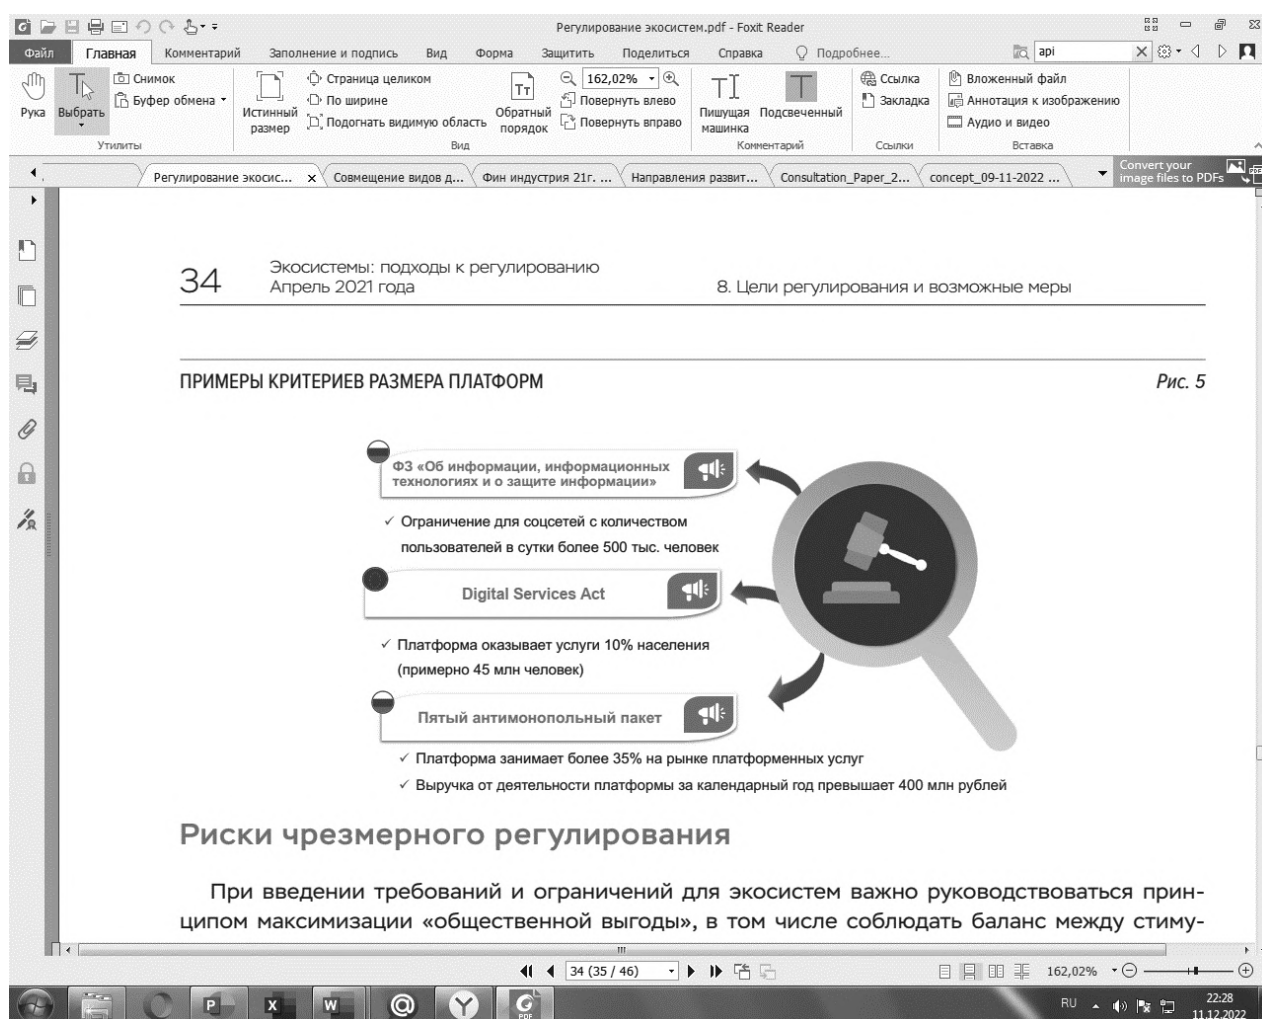 Регулирование экосистем.pdf - Foxit Reader
Файл Главная Комментарий Заполнение и подпись Вид Форма Защитить Поделиться Справка Подробнее... api
Рука
Выбрать
Снимок
Буфер обмена
Утилиты
Истинный размер
Страница целиком
По ширине
Подогнать видимую область
Обратный порядок
162,02%
Повернуть влево
Повернуть вправо
Вид
Пишущая машинка
Подсвеченный
Комментарий
Ссылка
Закладка
Ссылки
Вложенный файл
Аннотация к изображению
Аудио и видео
Вставка
Регулирование экосис... x Совмещение видов д... Фин индустрия 21г. ... Направления развит... Consultation_Paper_2... concept_09-11-2022 ...
Convert your
image files to PDFs
34
Экосистемы: подходы к регулированию
Апрель 2021 года
8. Цели регулирования и возможные меры
ПРИМЕРЫ КРИТЕРИЕВ РАЗМЕРА ПЛАТФОРМ Рис. 5
ФЗ «Об информации, информационных
технологиях и о защите информации»
✓ Ограничение для соцсетей с количеством
пользователей в сутки более 500 тыс. человек
Digital Services Act
✓ Платформа оказывает услуги 10% населения
(примерно 45 млн человек)
Пятый антимонопольный пакет
✓ Платформа занимает более 35% на рынке платформенных услуг
✓ Выручка от деятельности платформы за календарный год превышает 400 млн рублей
Риски чрезмерного регулирования
При введении требований и ограничений для экосистем важно руководствоваться прин-
ципом максимизации «общественной выгоды», в том числе соблюдать баланс между стиму-
34 (35 / 46) 162,02%
RU 22:28
11.12.2022